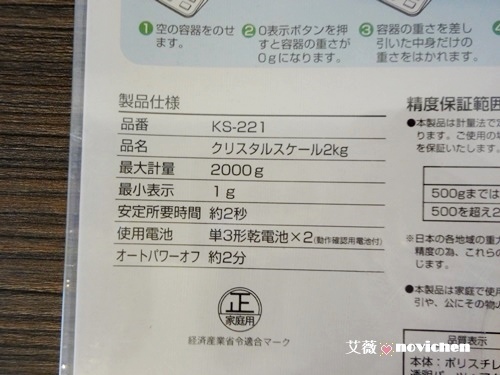 ❶空の容器をのせ
ます。
❷0表示ボタンを押
すと容器の重さが
0gになります。
❸容器の重さを差し
引いた中身だけの
重さをはかれます。
製品仕様
品番 KS-221
品名 クリスタルスケール2kg
最大計量 2000g
最小表示 1g
安定所要時間 約2秒
使用電池 単3形乾電池×2(動作確認用電池付)
オートパワーオフ 約2分
正
家庭用
経済産業省令適合マーク
精度保証範囲
●本製品は計量法で定
ります。ご使用の
を保証いたします。
500gまでは
500を超え
※日本の各地域の重力
精度の為、これらの
じます。
●本製品は家庭で使
引や、公にその物
品質表示
本体:ポリスチレ
艾薇 novichen